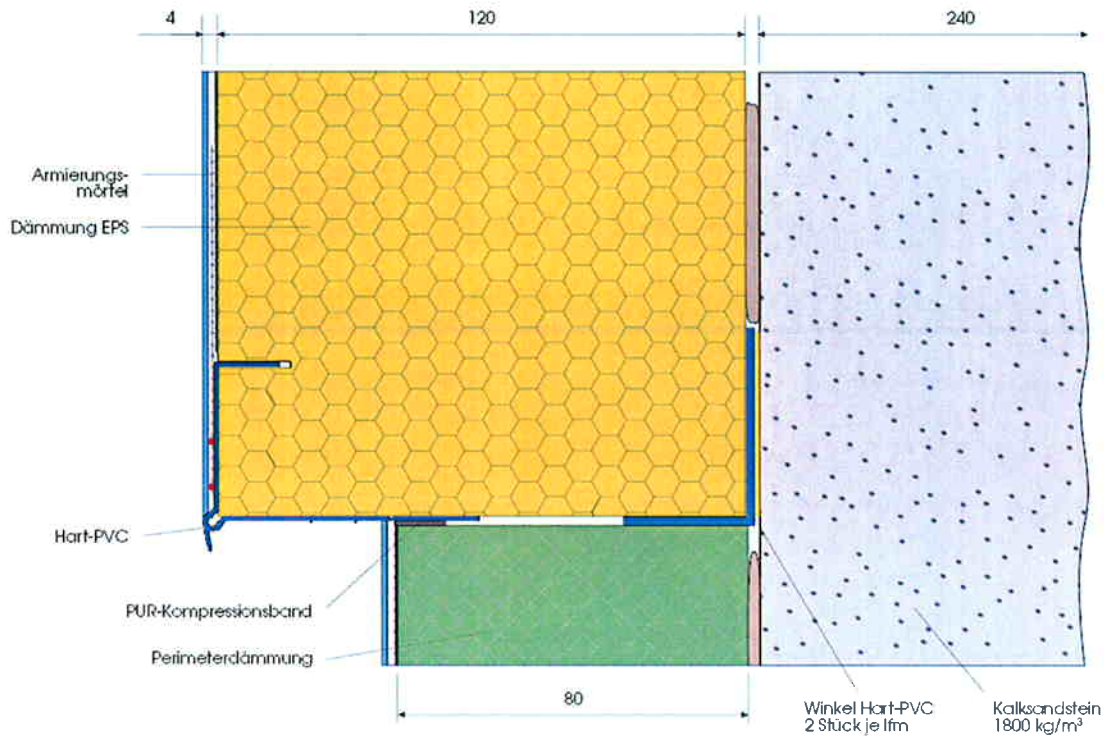 4
120
240
Armierungs-
mörtel
Dämmung EPS
Hart-PVC
PUR-Kompressionsband
Perimeterdämmung
80
Winkel Hart-PVC
2 Stück je lfm
Kalksandstein
1800 kg/m³